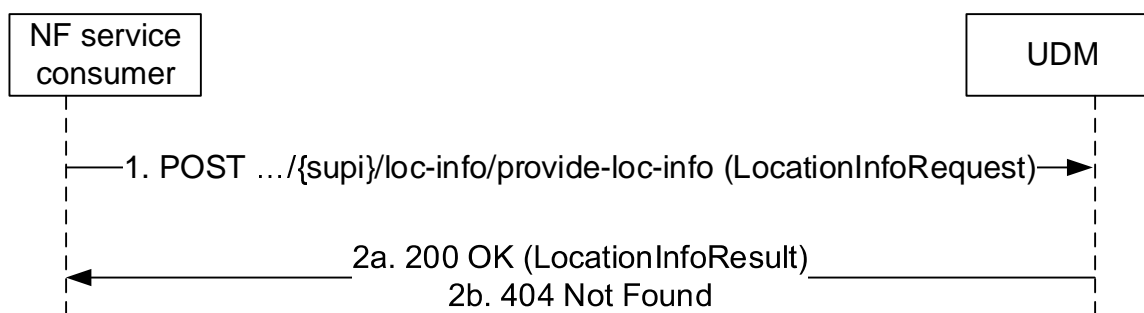 NF service
consumer
UDM
1. POST …/{supi}/loc-info/provide-loc-info (LocationInfoRequest)
2a. 200 OK (LocationInfoResult)
2b. 404 Not Found